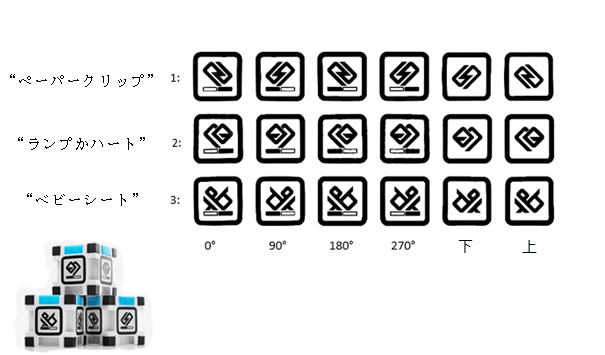 “ペーパークリップ” 1:
“ランプかハート” 2:
“ベビーシート” 3:
0° 90° 180° 270° 下 上